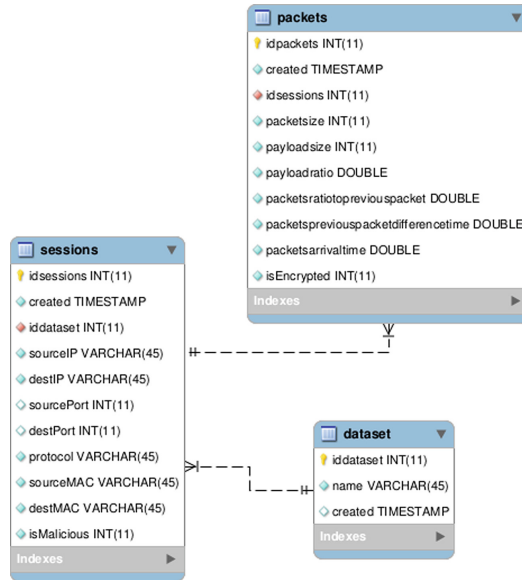 packets
idpackets INT(11)
created TIMESTAMP
idsessions INT(11)
packetsize INT(11)
payloadsize INT(11)
payloadratio DOUBLE
packetsratiotopreviouspacket DOUBLE
packetspreviouspacketdifferencetime DOUBLE
packetsarrivaltime DOUBLE
isEncrypted INT(11)
Indexes
sessions
idsessions INT(11)
created TIMESTAMP
iddataset INT(11)
sourceIP VARCHAR(45)
destIP VARCHAR(45)
sourcePort INT(11)
destPort INT(11)
protocol VARCHAR(45)
sourceMAC VARCHAR(45)
destMAC VARCHAR(45)
isMalicious INT(11)
Indexes
dataset
iddataset INT(11)
name VARCHAR(45)
created TIMESTAMP
Indexes